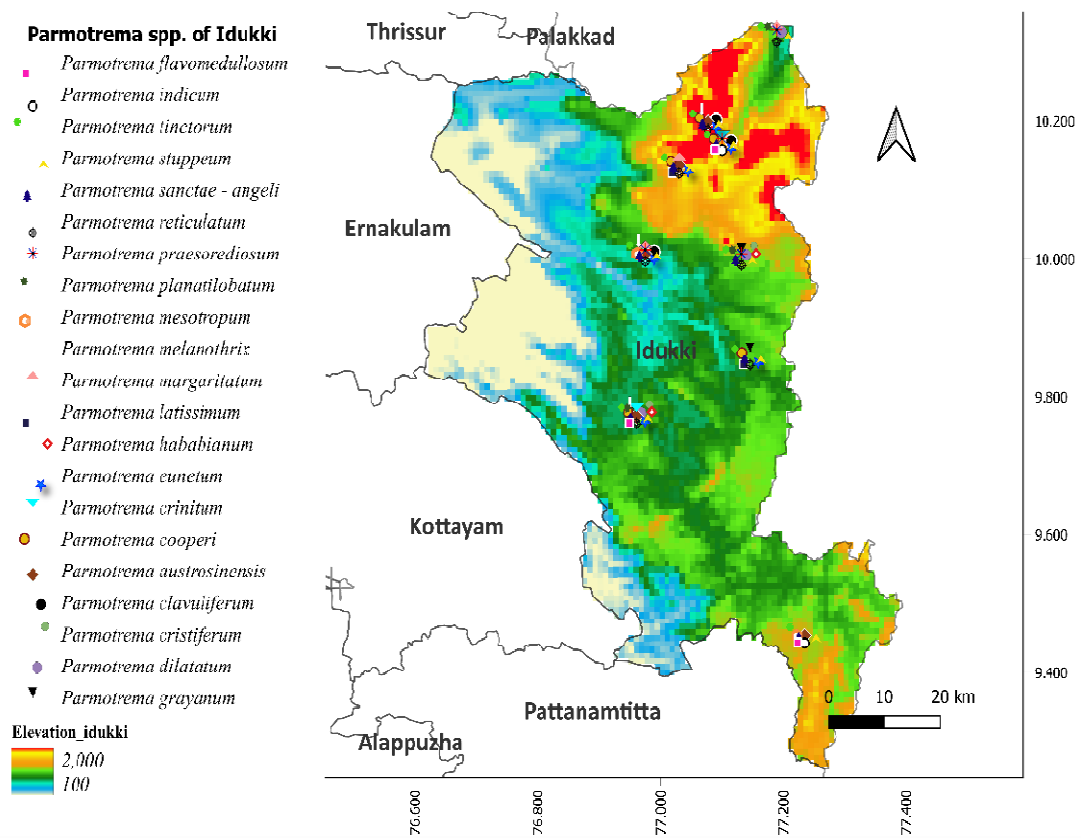 Parmotrema spp. of Idukki
Parmotrema flavomedullosum
Parmotrema indicum
Parmotrema tinctorum
Parmotrema stuppeum
Parmotrema sanctae - angeli
Parmotrema reticulatum
Parmotrema praesorediosum
Parmotrema planatilobatum
Parmotrema mesotropum
Parmotrema melanothrix
Parmotrema margaritatum
Parmotrema latissimum
Parmotrema hababianum
Parmotrema eunetum
Parmotrema crinitum
Parmotrema cooperi
Parmotrema austrosinensis
Parmotrema clavuliferum
Parmotrema cristiferum
Parmotrema dilatatum
Parmotrema grayanum
Elevation_idukki
2,000
100
Thrissur
Palakkad
Ernakulam
Idukki
Kottayam
Pattanamtitta
Alappuzha
0 10 20 km
10.200
10.000
9.800
9.600
9.400
76.600 76.800 77.000 77.200 77.400